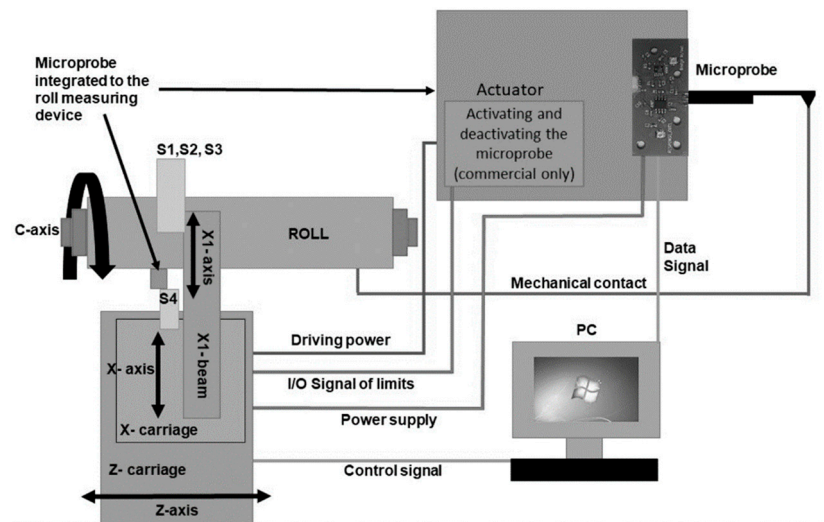 Microprobe
integrated to the
roll measuring
device
Actuator
Activating and
deactivating the
microprobe
(commercial only)
Microprobe
S1,S2, S3
C-axis
ROLL
X1- axis
S4
X1- beam
Data
Signal
Mechanical contact
Driving power
PC
X- axis
I/O Signal of limits
Power supply
X- carriage
Z- carriage
Control signal
Z-axis